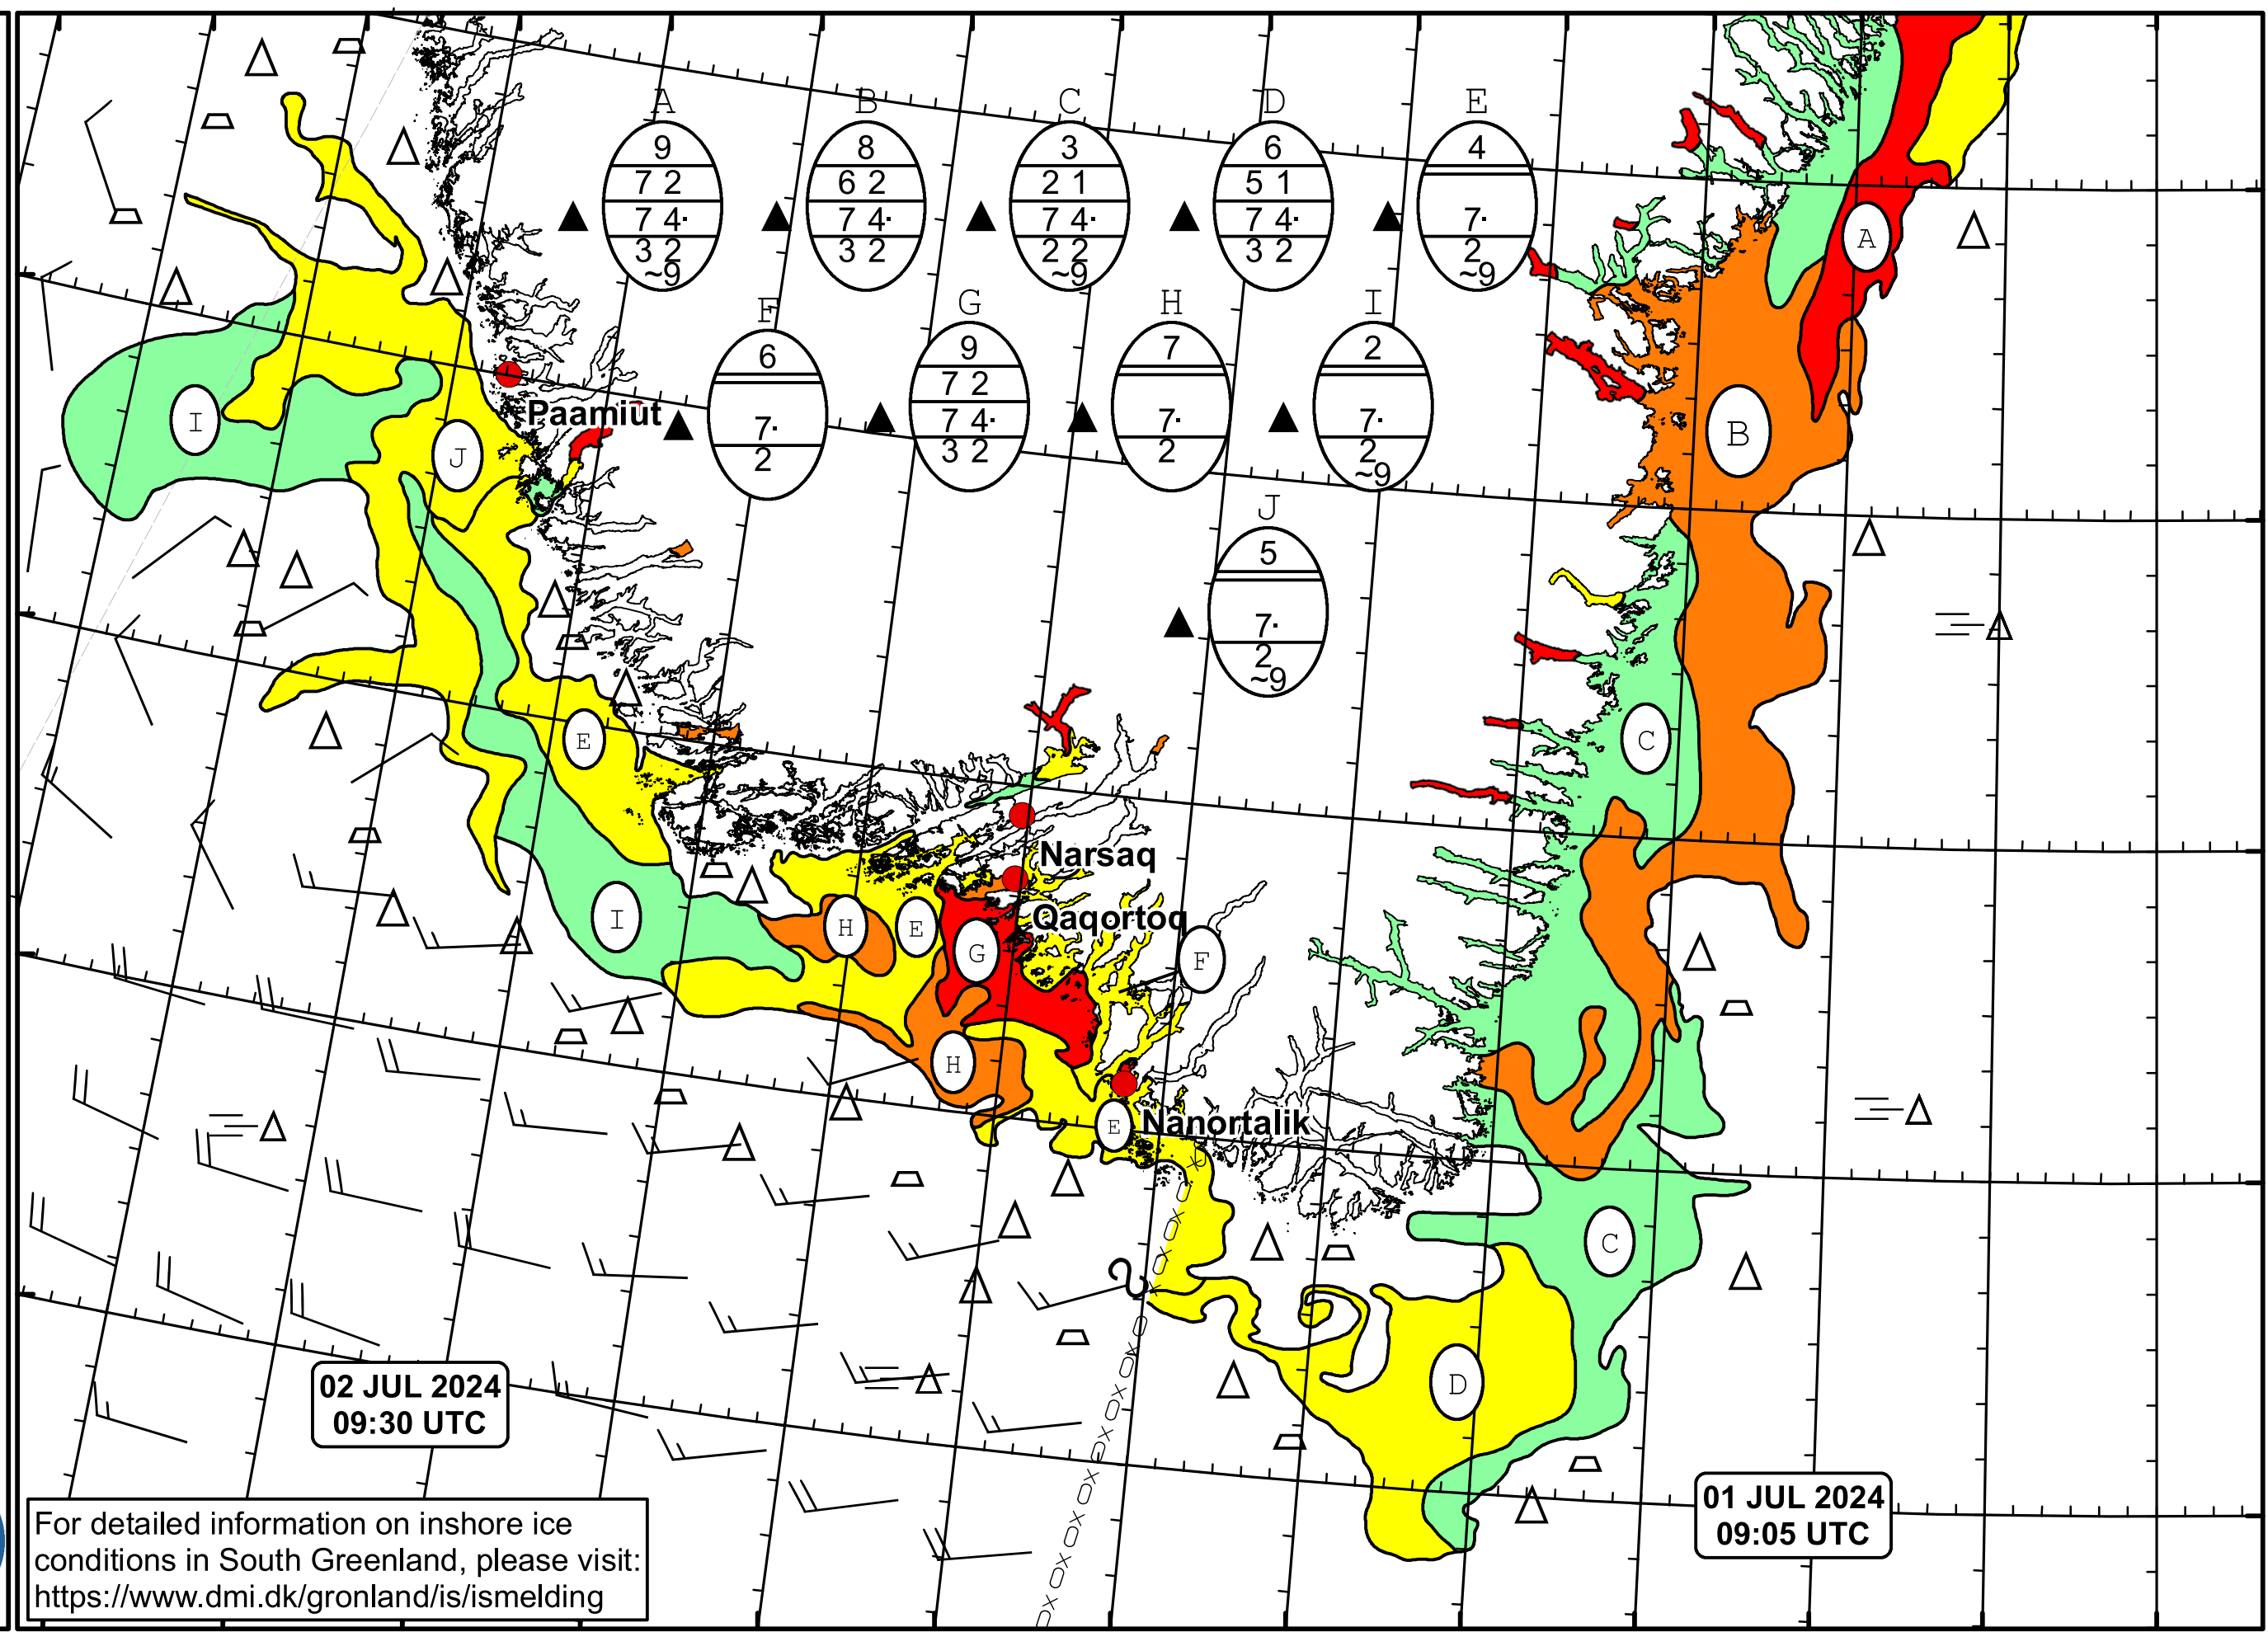 A B C D E
9 8 3 6 4
7 2 6 2 2 1 5 1
7 4· 7 4· 7 4· 7 4· 7·
3 2 3 2 2 2 3 2 2
~9 ~9 ~9
F G H I
6 9 7 2
7 2
7· 7 4· 7· 7·
2 3 2 2 2
~9
J
5
7·
2
~9
A
B
I
J
Paamiut
C
E
Narsaq
Qaqortoq
I
H
E
G
F
H
E
Nanortalik
C
D
02 JUL 2024
09:30 UTC
01 JUL 2024
09:05 UTC
For detailed information on inshore ice
conditions in South Greenland, please visit:
https://www.dmi.dk/gronland/is/ismelding